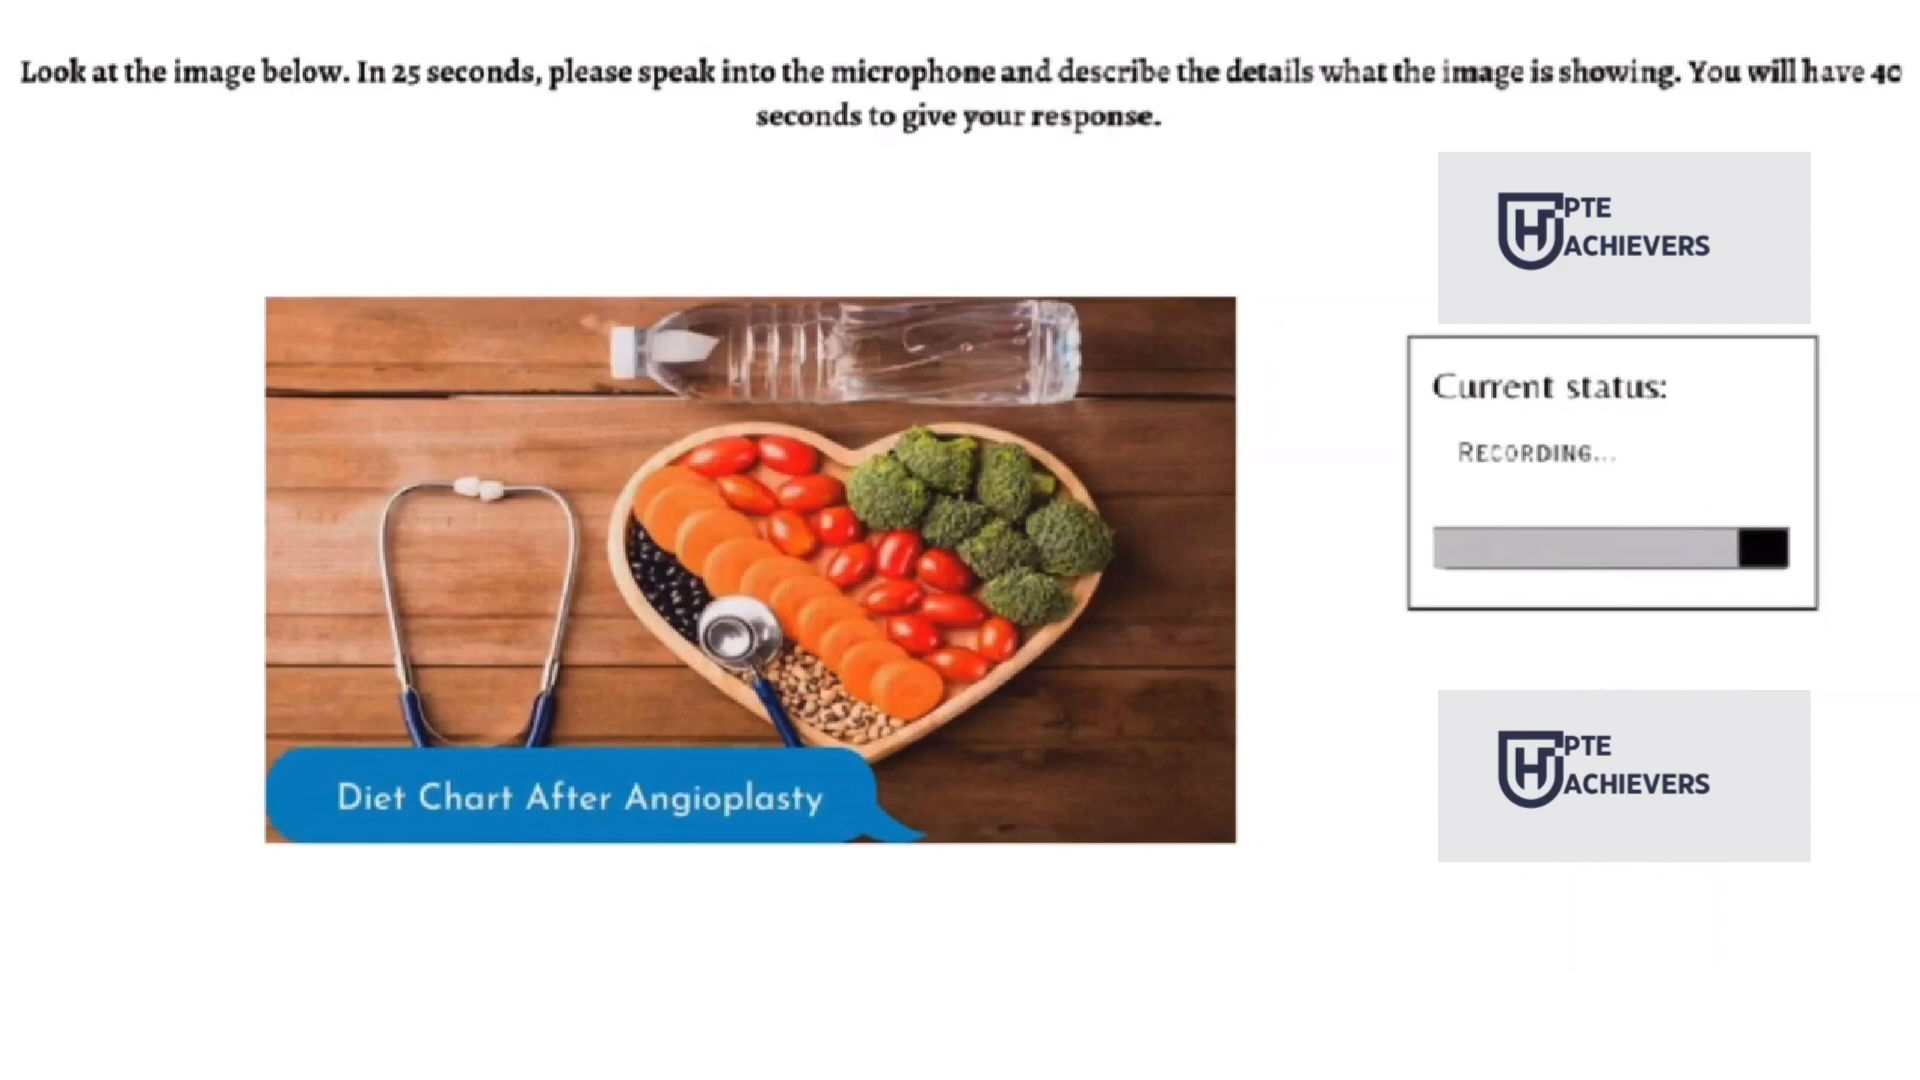 Look at the image below. In 25 seconds, please speak into the microphone and describe the details what the image is showing. You will have 40
seconds to give your response.
PTE
ACHIEVERS
Current status:
RECORDING...
Diet Chart After Angioplasty
PTE
ACHIEVERS